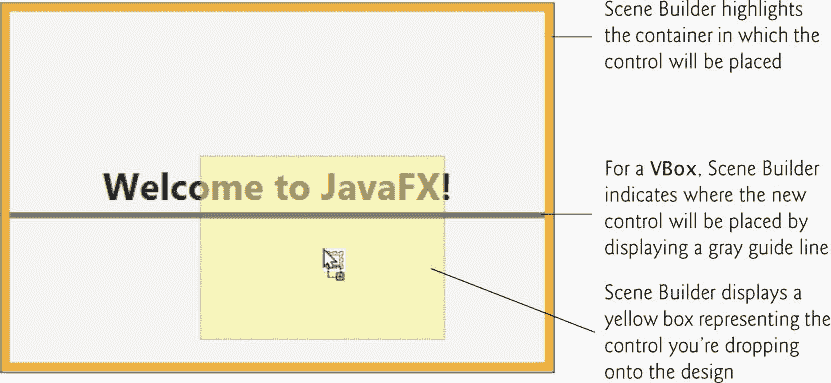 Scene Builder highlights
the container in which the
control will be placed
Welcome to JavaFX!
For a VBox, Scene Builder
indicates where the new
control will be placed by
displaying a gray guide line
Scene Builder displays a
yellow box representing the
control you're dropping
onto the design